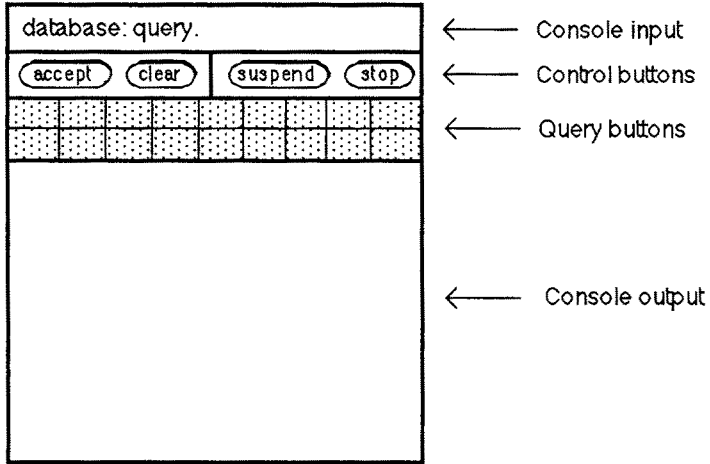 database: query.
Console input
accept clear suspend stop
Control buttons
Query buttons
Console output